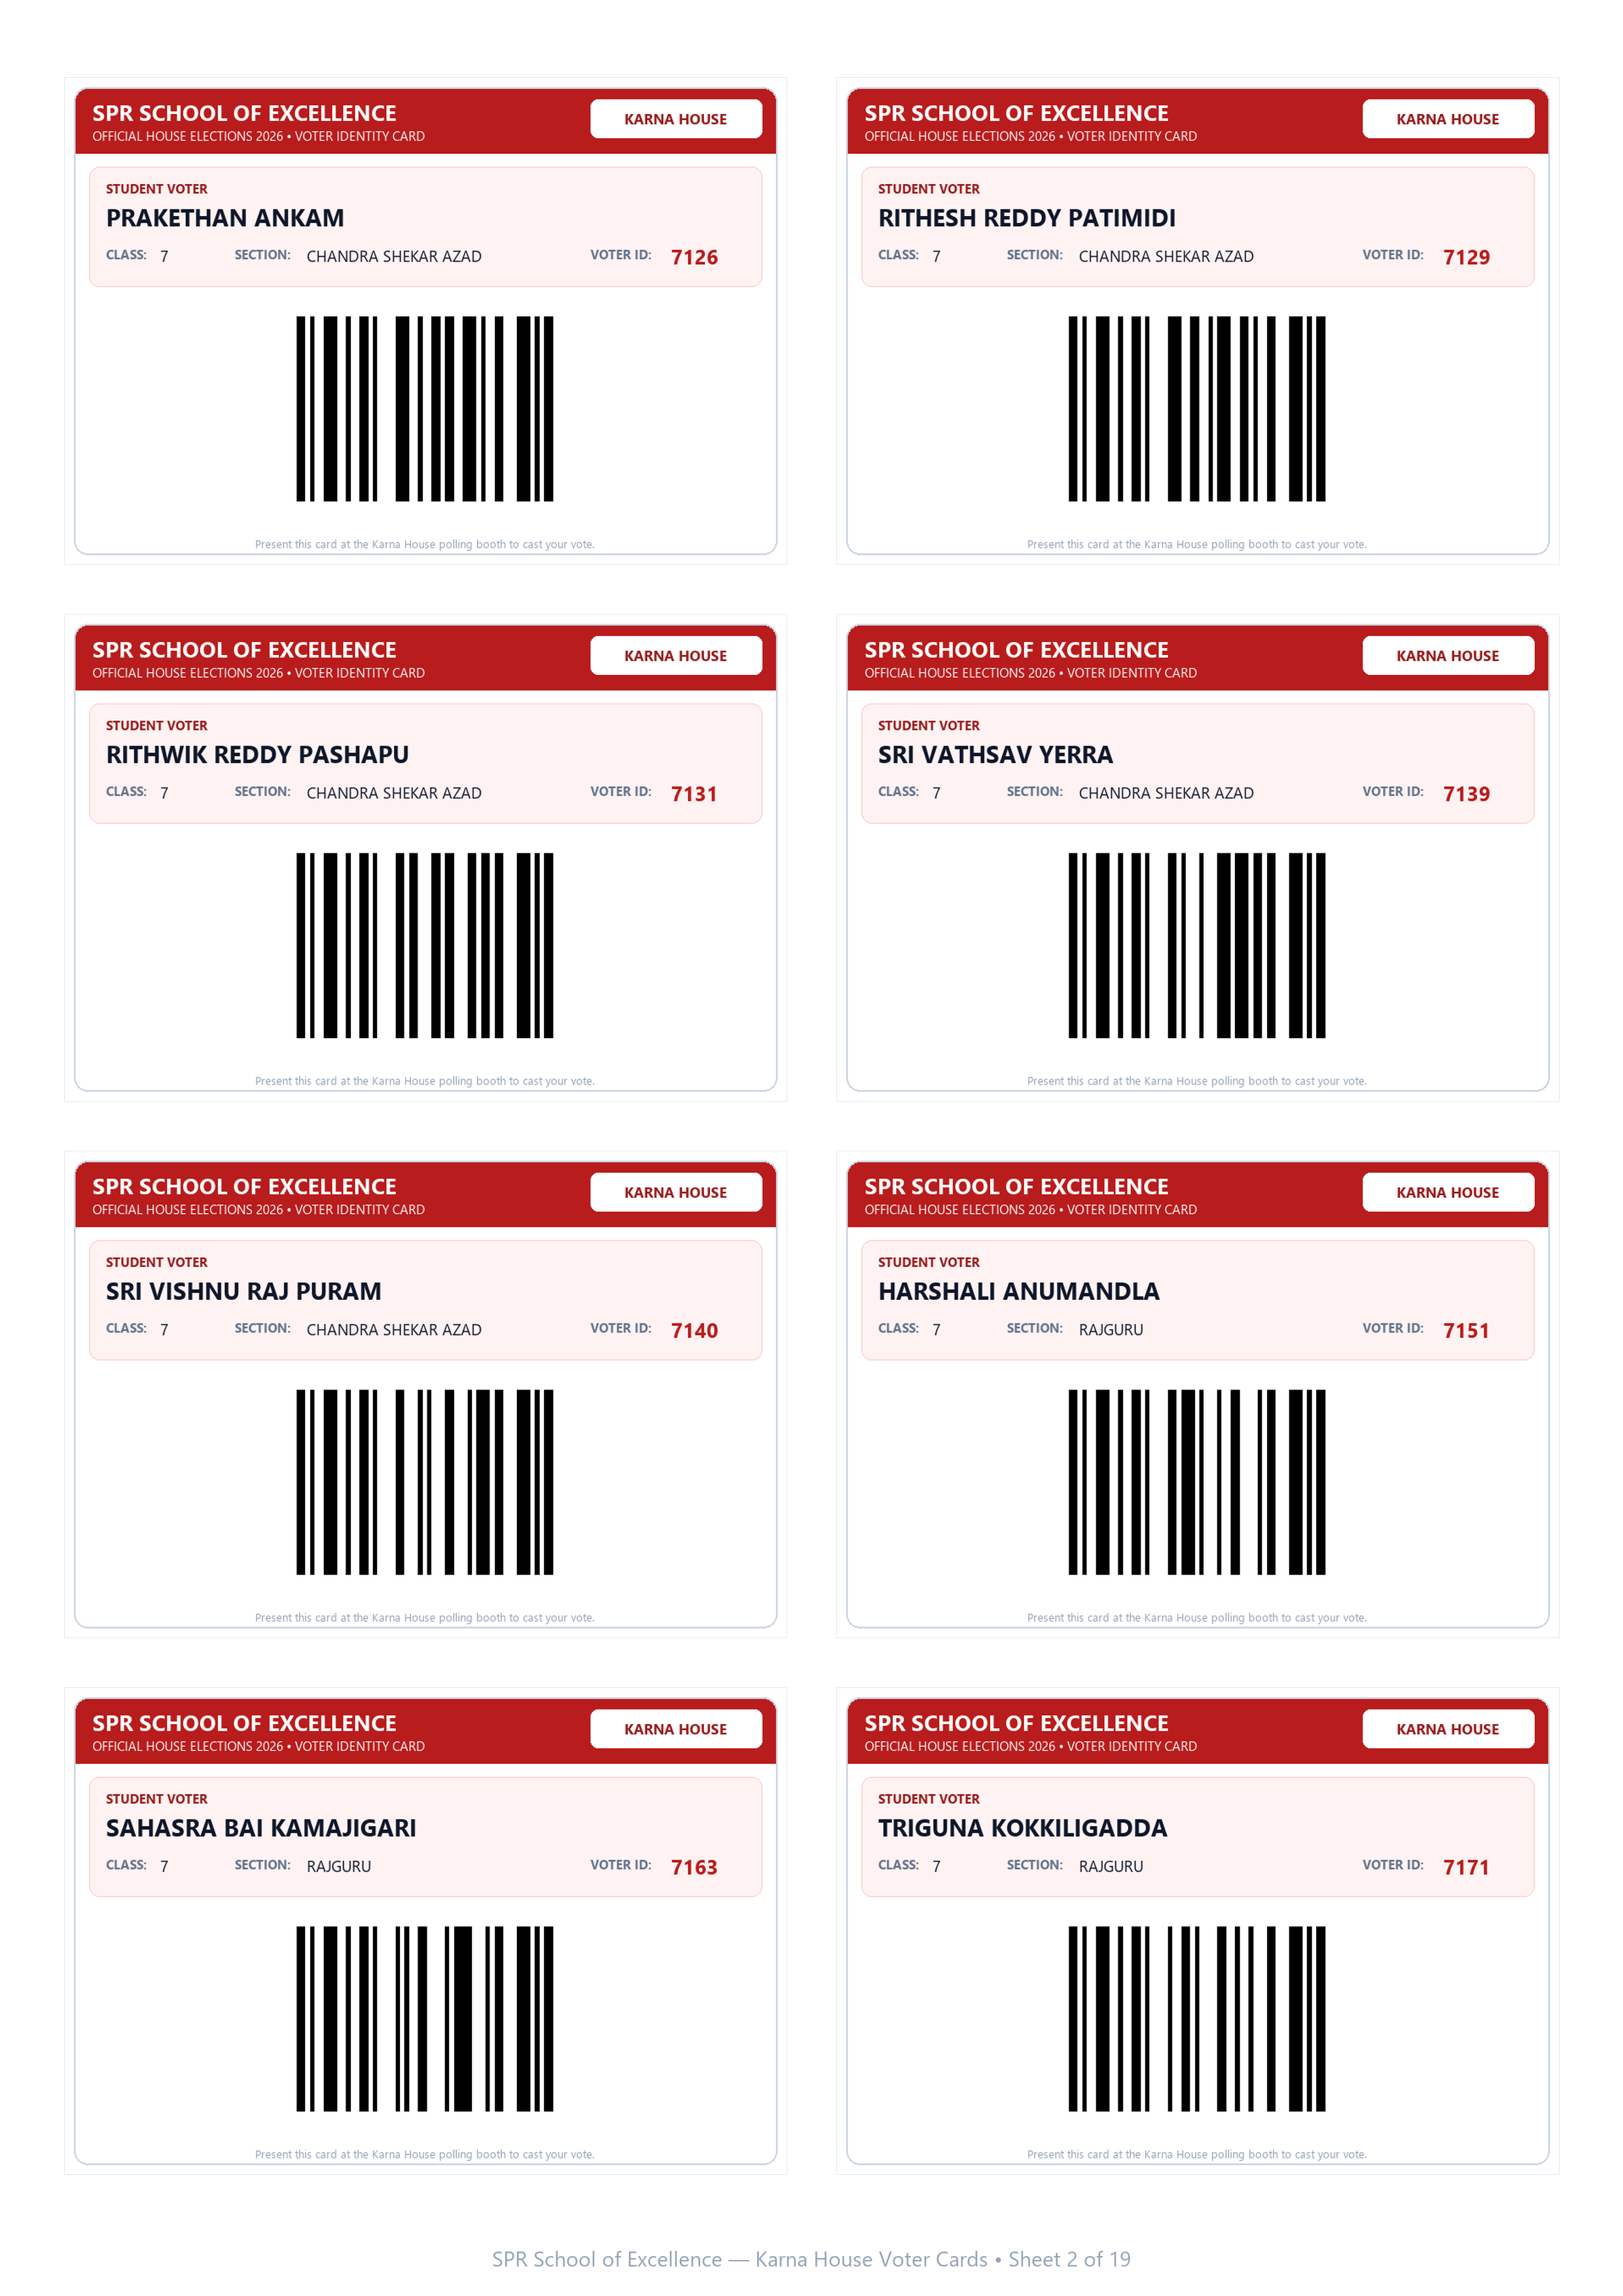 SPR SCHOOL OF EXCELLENCE
OFFICIAL HOUSE ELECTIONS 2026 • VOTER IDENTITY CARD
KARNA HOUSE
STUDENT VOTER
PRAKETHAN ANKAM
CLASS: 7 SECTION: CHANDRA SHEKAR AZAD VOTER ID: 7126
Present this card at the Karna House polling booth to cast your vote.
SPR SCHOOL OF EXCELLENCE
OFFICIAL HOUSE ELECTIONS 2026 • VOTER IDENTITY CARD
KARNA HOUSE
STUDENT VOTER
RITHESH REDDY PATIMIDI
CLASS: 7 SECTION: CHANDRA SHEKAR AZAD VOTER ID: 7129
Present this card at the Karna House polling booth to cast your vote.
SPR SCHOOL OF EXCELLENCE
OFFICIAL HOUSE ELECTIONS 2026 • VOTER IDENTITY CARD
KARNA HOUSE
STUDENT VOTER
RITHWIK REDDY PASHAPU
CLASS: 7 SECTION: CHANDRA SHEKAR AZAD VOTER ID: 7131
Present this card at the Karna House polling booth to cast your vote.
SPR SCHOOL OF EXCELLENCE
OFFICIAL HOUSE ELECTIONS 2026 • VOTER IDENTITY CARD
KARNA HOUSE
STUDENT VOTER
SRI VATHSAV YERRA
CLASS: 7 SECTION: CHANDRA SHEKAR AZAD VOTER ID: 7139
Present this card at the Karna House polling booth to cast your vote.
SPR SCHOOL OF EXCELLENCE
OFFICIAL HOUSE ELECTIONS 2026 • VOTER IDENTITY CARD
KARNA HOUSE
STUDENT VOTER
SRI VISHNU RAJ PURAM
CLASS: 7 SECTION: CHANDRA SHEKAR AZAD VOTER ID: 7140
Present this card at the Karna House polling booth to cast your vote.
SPR SCHOOL OF EXCELLENCE
OFFICIAL HOUSE ELECTIONS 2026 • VOTER IDENTITY CARD
KARNA HOUSE
STUDENT VOTER
HARSHALI ANUMANDLA
CLASS: 7 SECTION: RAJGURU VOTER ID: 7151
Present this card at the Karna House polling booth to cast your vote.
SPR SCHOOL OF EXCELLENCE
OFFICIAL HOUSE ELECTIONS 2026 • VOTER IDENTITY CARD
KARNA HOUSE
STUDENT VOTER
SAHASRA BAI KAMAJIGARI
CLASS: 7 SECTION: RAJGURU VOTER ID: 7163
Present this card at the Karna House polling booth to cast your vote.
SPR SCHOOL OF EXCELLENCE
OFFICIAL HOUSE ELECTIONS 2026 • VOTER IDENTITY CARD
KARNA HOUSE
STUDENT VOTER
TRIGUNA KOKKILIGADDA
CLASS: 7 SECTION: RAJGURU VOTER ID: 7171
Present this card at the Karna House polling booth to cast your vote.
SPR School of Excellence — Karna House Voter Cards • Sheet 2 of 19